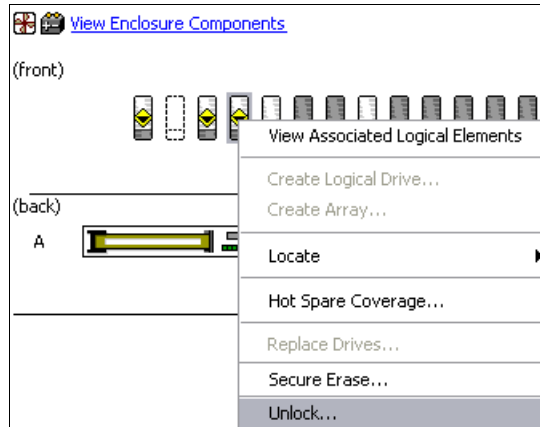 View Enclosure Components
(front)
View Associated Logical Elements
Create Logical Drive...
Create Array...
(back)
A
Locate
Hot Spare Coverage...
Replace Drives...
Secure Erase...
Unlock...